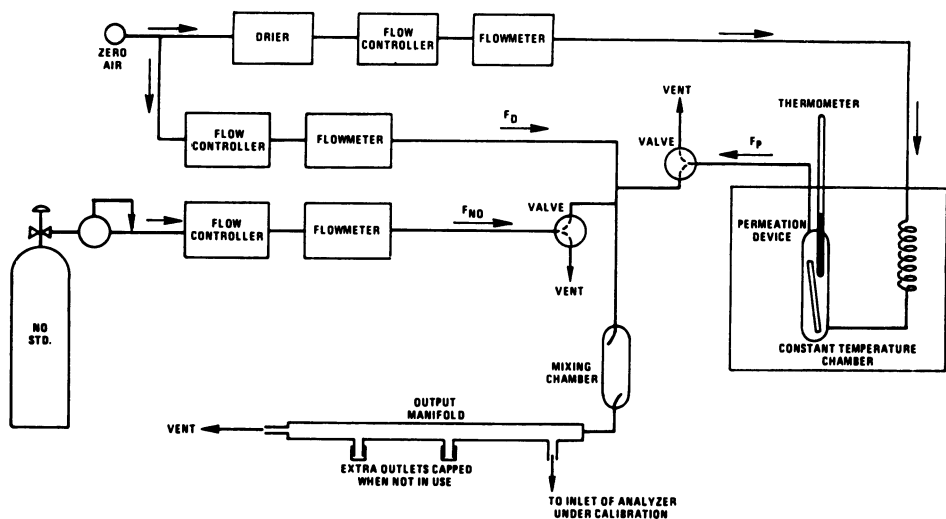 ZERO
AIR
DRIER
FLOW
CONTROLLER
FLOWMETER
FLOW
CONTROLLER
FLOWMETER
F_D
VENT
VALVE
F_P
THERMOMETER
FLOW
CONTROLLER
FLOWMETER
F_NO
VALVE
VENT
PERMEATION
DEVICE
CONSTANT TEMPERATURE
CHAMBER
NO
STD.
MIXING
CHAMBER
OUTPUT
MANIFOLD
VENT
EXTRA OUTLETS CAPPED
WHEN NOT IN USE
TO INLET OF ANALYZER
UNDER CALIBRATION